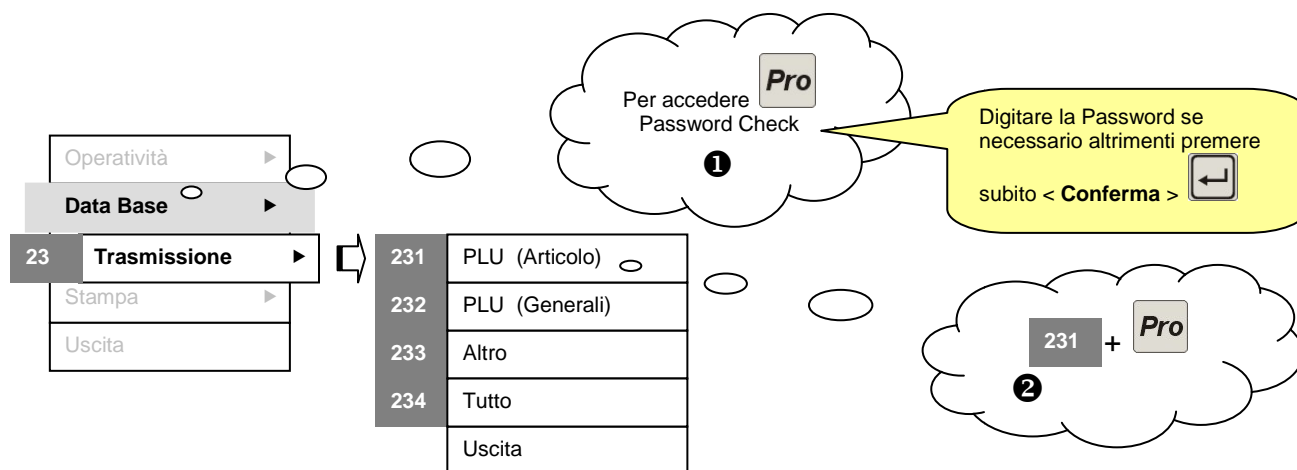 Per accedere Pro
Password Check
❶
Digitare la Password se
necessario altrimenti premere
subito < Conferma >
Operatività
Data Base
23 Trasmissione
Stampa
Uscita
231 PLU (Articolo)
232 PLU (Generali)
233 Altro
234 Tutto
Uscita
231 + Pro
❷